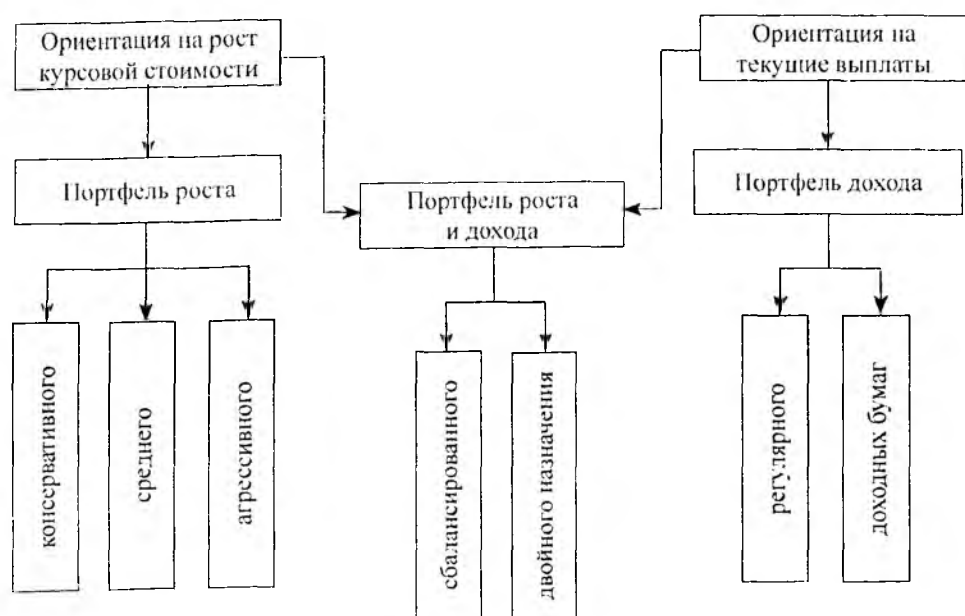 Ориентация на рост
курсовой стоимости
Ориентация на
текущие выплаты
Портфель роста
Портфель роста
и дохода
Портфель дохода
консервативного
среднего
агрессивного
сбалансированного
двойного назначения
регулярного
доходных бумаг